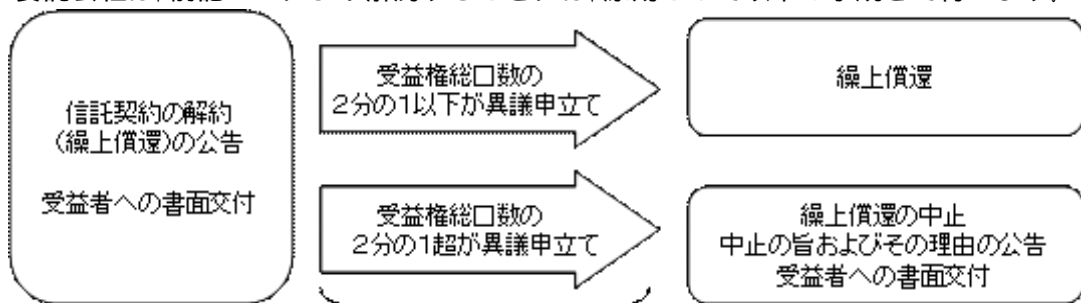 信託契約の解約
(繰上償還)の公告
受益者への書面交付
受益権総口数の
２分の１以下が異議申立て
繰上償還
受益権総口数の
２分の１超が異議申立て
繰上償還の中止
中止の旨およびその理由の公告
受益者への書面交付